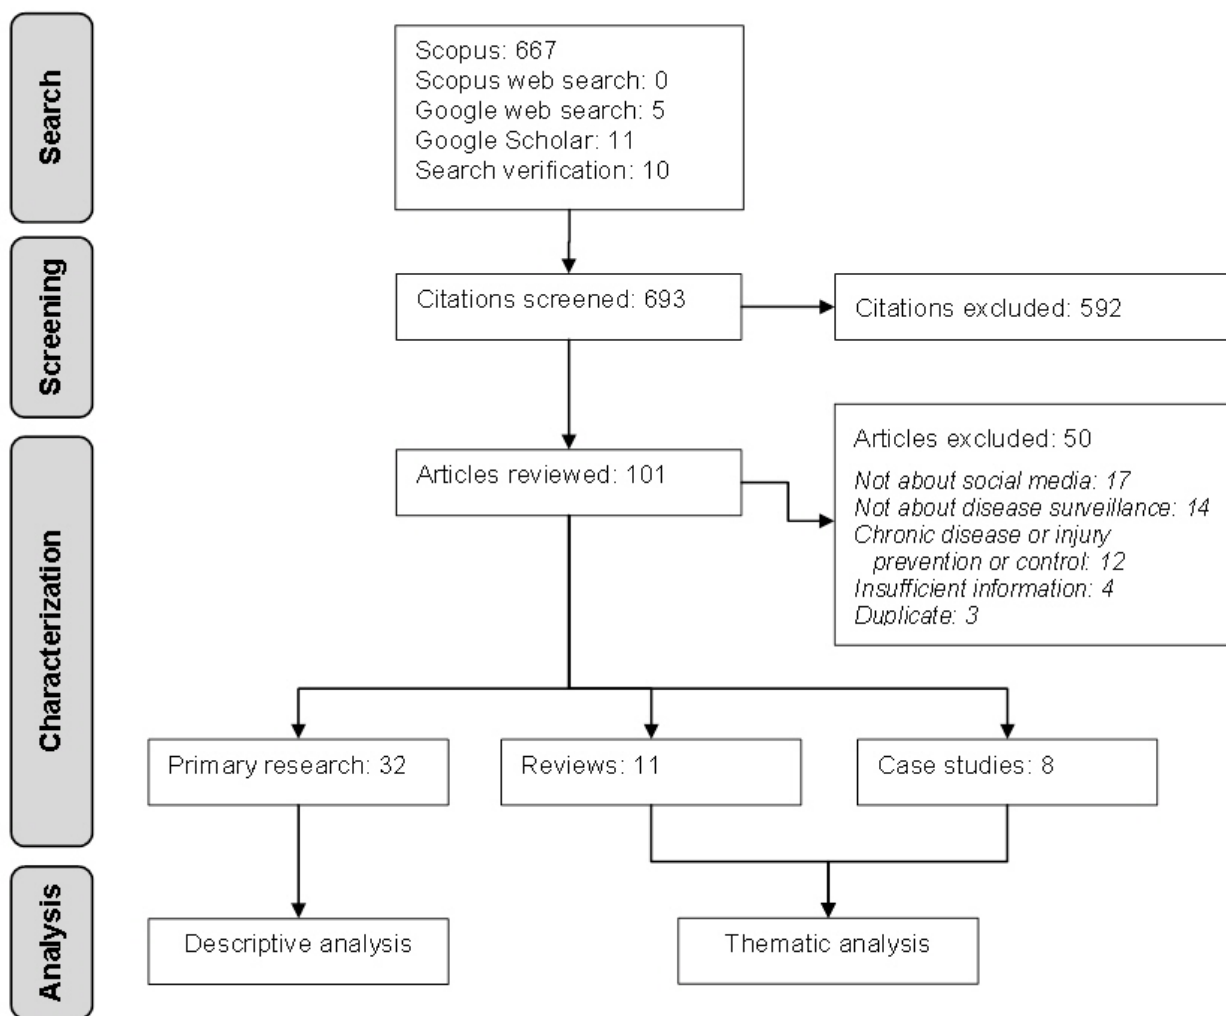 Search
Scopus: 667
Scopus web search: 0
Google web search: 5
Google Scholar: 11
Search verification: 10
Screening
Citations screened: 693
Citations excluded: 592
Characterization
Articles reviewed: 101
Articles excluded: 50
Not about social media: 17
Not about disease surveillance: 14
Chronic disease or injury
prevention or control: 12
Insufficient information: 4
Duplicate: 3
Primary research: 32
Reviews: 11
Case studies: 8
Analysis
Descriptive analysis
Thematic analysis